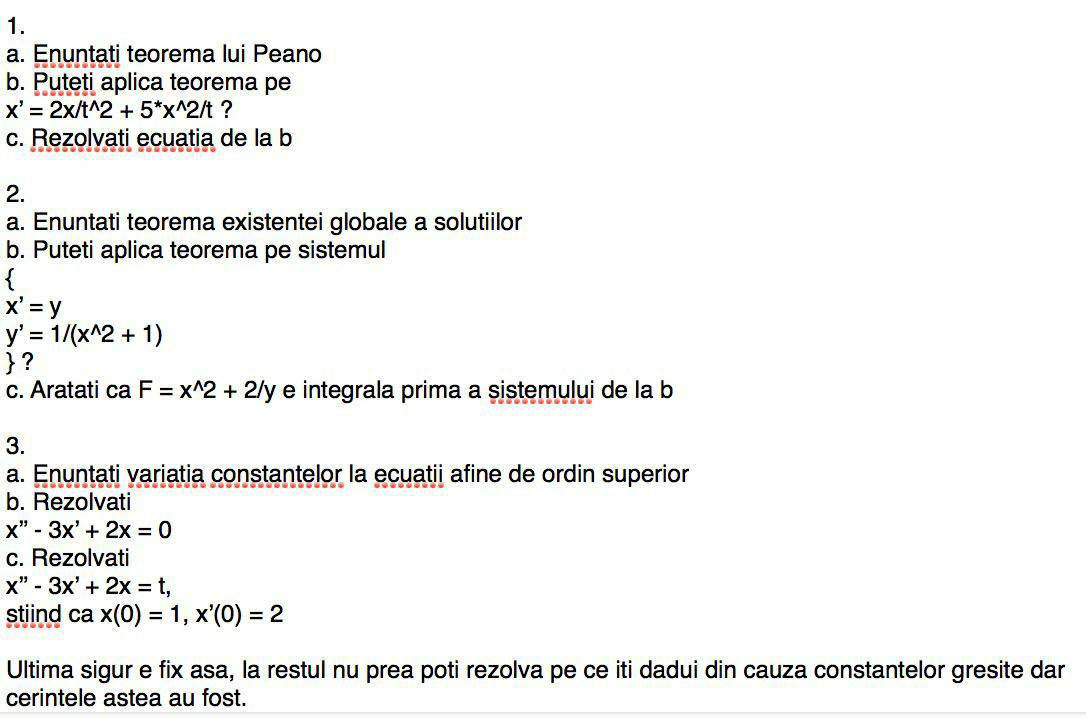 1.
a. Enuntati teorema lui Peano
b. Puteti aplica teorema pe
x' = 2x/t^2 + 5*x^2/t ?
c. Rezolvati ecuatia de la b
2.
a. Enuntati teorema existentei globale a solutiilor
b. Puteti aplica teorema pe sistemul
{
x' = y
y' = 1/(x^2 + 1)
} ?
c. Aratati ca F = x^2 + 2/y e integrala prima a sistemului de la b
3.
a. Enuntati variatia constantelor la ecuatii afine de ordin superior
b. Rezolvati
x” - 3x' + 2x = 0
c. Rezolvati
x” - 3x' + 2x = t,
stiind ca x(0) = 1, x'(0) = 2
Ultima sigur e fix asa, la restul nu prea poti rezolva pe ce iti dadui din cauza constantelor gresite dar
cerintele astea au fost.